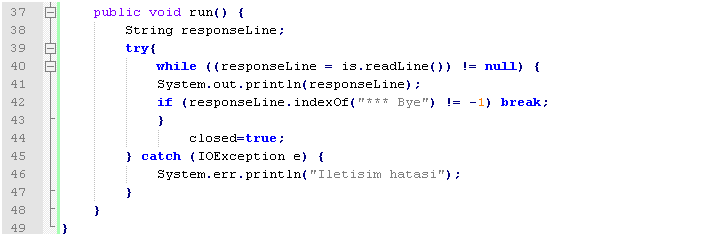 37 public void run() {
38 String responseLine;
39 try{
40 while ((responseLine = is.readLine()) != null) {
41 System.out.println(responseLine);
42 if (responseLine.indexOf("*** Bye") != -1) break;
43 }
44 closed=true;
45 } catch (IOException e) {
46 System.err.println("Iletisim hatasi");
47 }
48 }
49 }